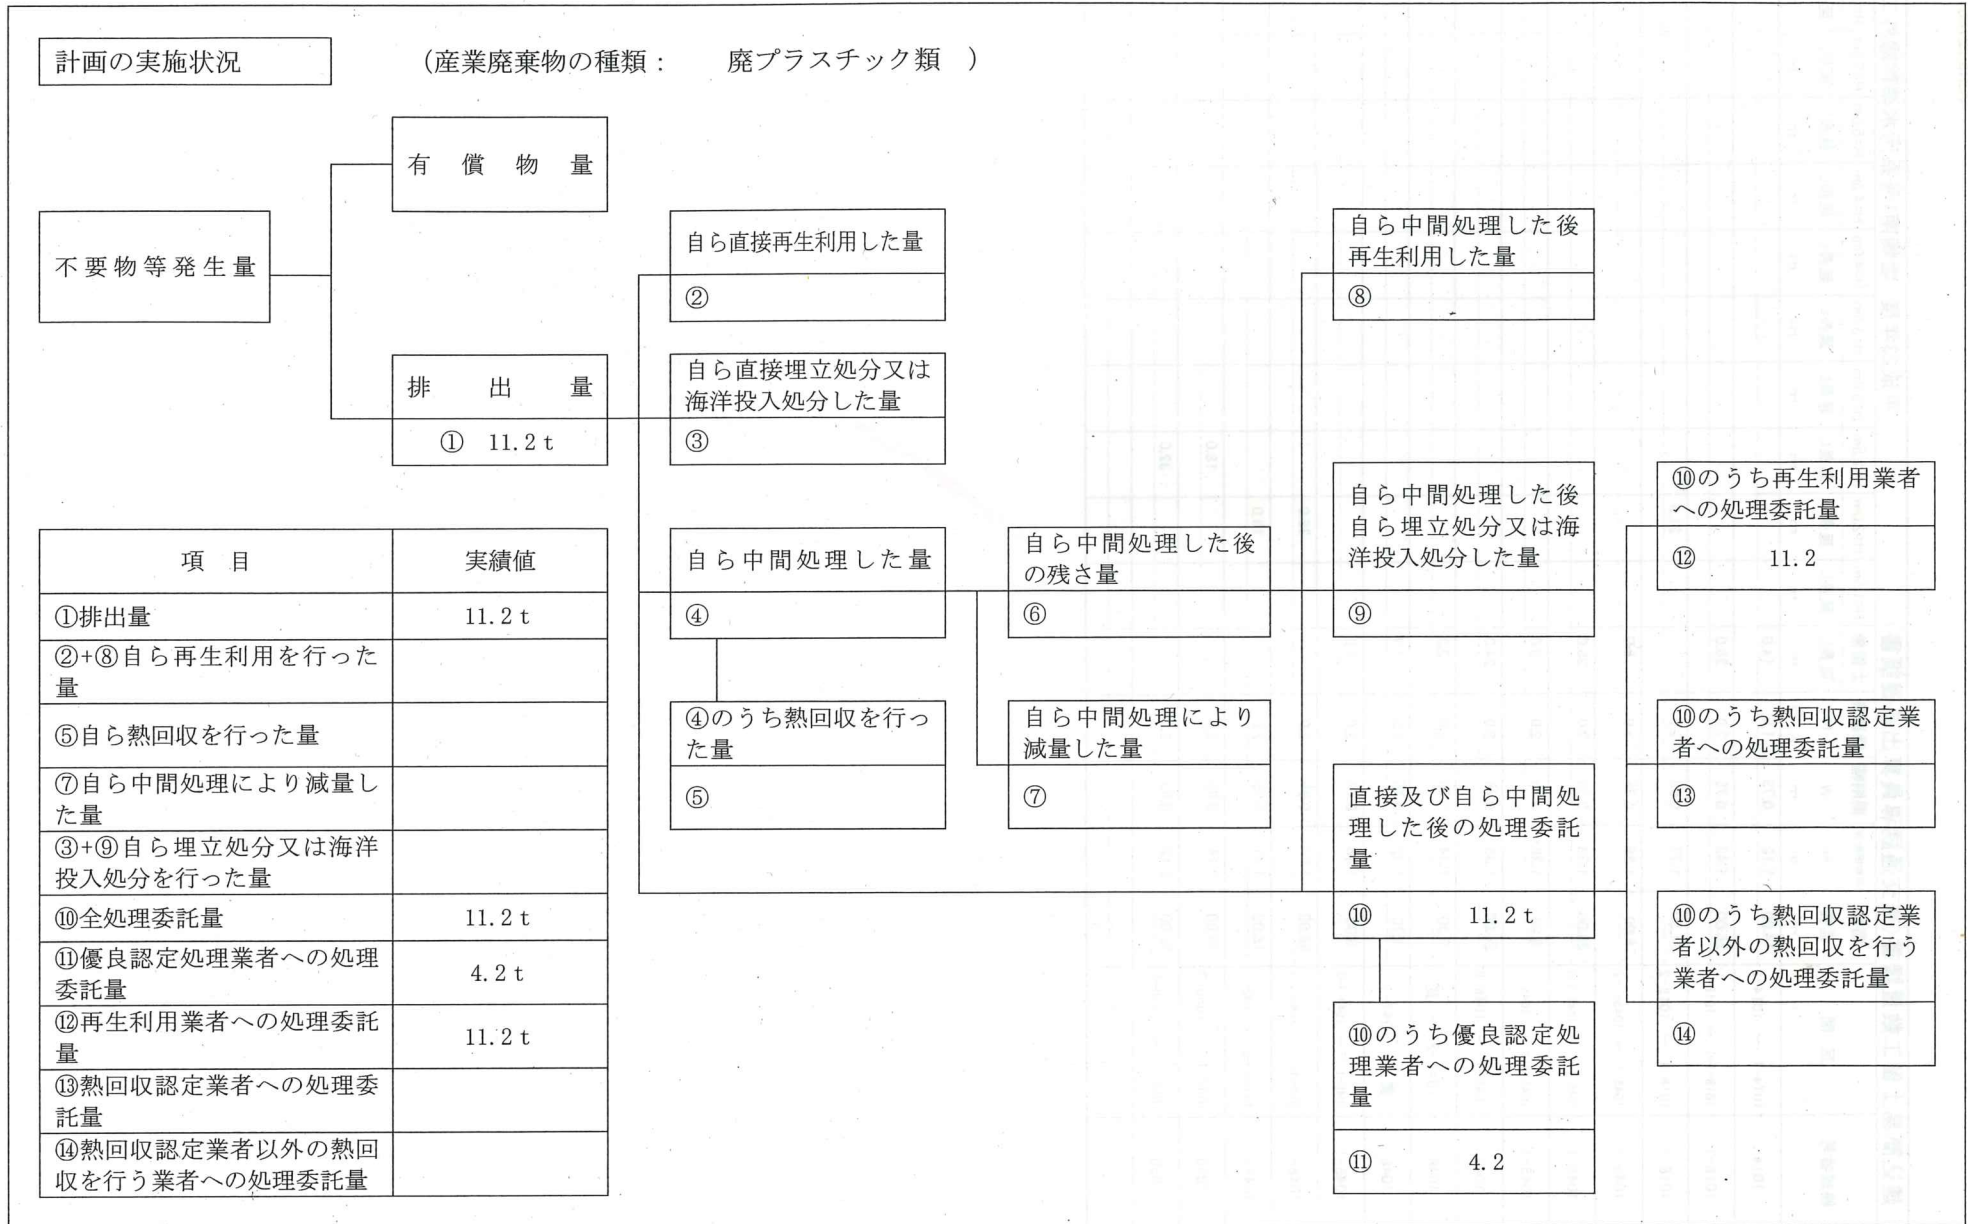 計画の実施状況
（産業廃棄物の種類：　廃プラスチック類　）
有償物量
不要物等発生量
排出量
① 11.2ｔ
自ら直接再生利用した量
②
自ら直接埋立処分又は
海洋投入処分した量
③
自ら中間処理した後
再生利用した量
⑧
自ら中間処理した量
④
④のうち熱回収を行っ
た量
⑤
自ら中間処理した後
の残さ量
⑥
自ら中間処理により
減量した量
⑦
自ら中間処理した後
自ら埋立処分又は海
洋投入処分した量
⑨
直接及び自ら中間処
理した後の処理委託
量
⑩ 11.2ｔ
⑩のうち優良認定処
理業者への処理委託
量
⑪ 4.2
⑩のうち再生利用業者
への処理委託量
⑫ 11.2
⑩のうち熱回収認定業
者への処理委託量
⑬
⑩のうち熱回収認定業
者以外の熱回収を行う
業者への処理委託量
⑭
項目 実績値
①排出量 11.2ｔ
②+⑧自ら再生利用を行った
量
⑤自ら熱回収を行った量
⑦自ら中間処理により減量し
た量
③+⑨自ら埋立処分又は海洋
投入処分を行った量
⑩全処理委託量 11.2ｔ
⑪優良認定処理業者への処理
委託量 4.2ｔ
⑫再生利用業者への処理委託
量 11.2ｔ
⑬熱回収認定業者への処理委
託量
⑭熱回収認定業者以外の熱回
収を行う業者への処理委託量